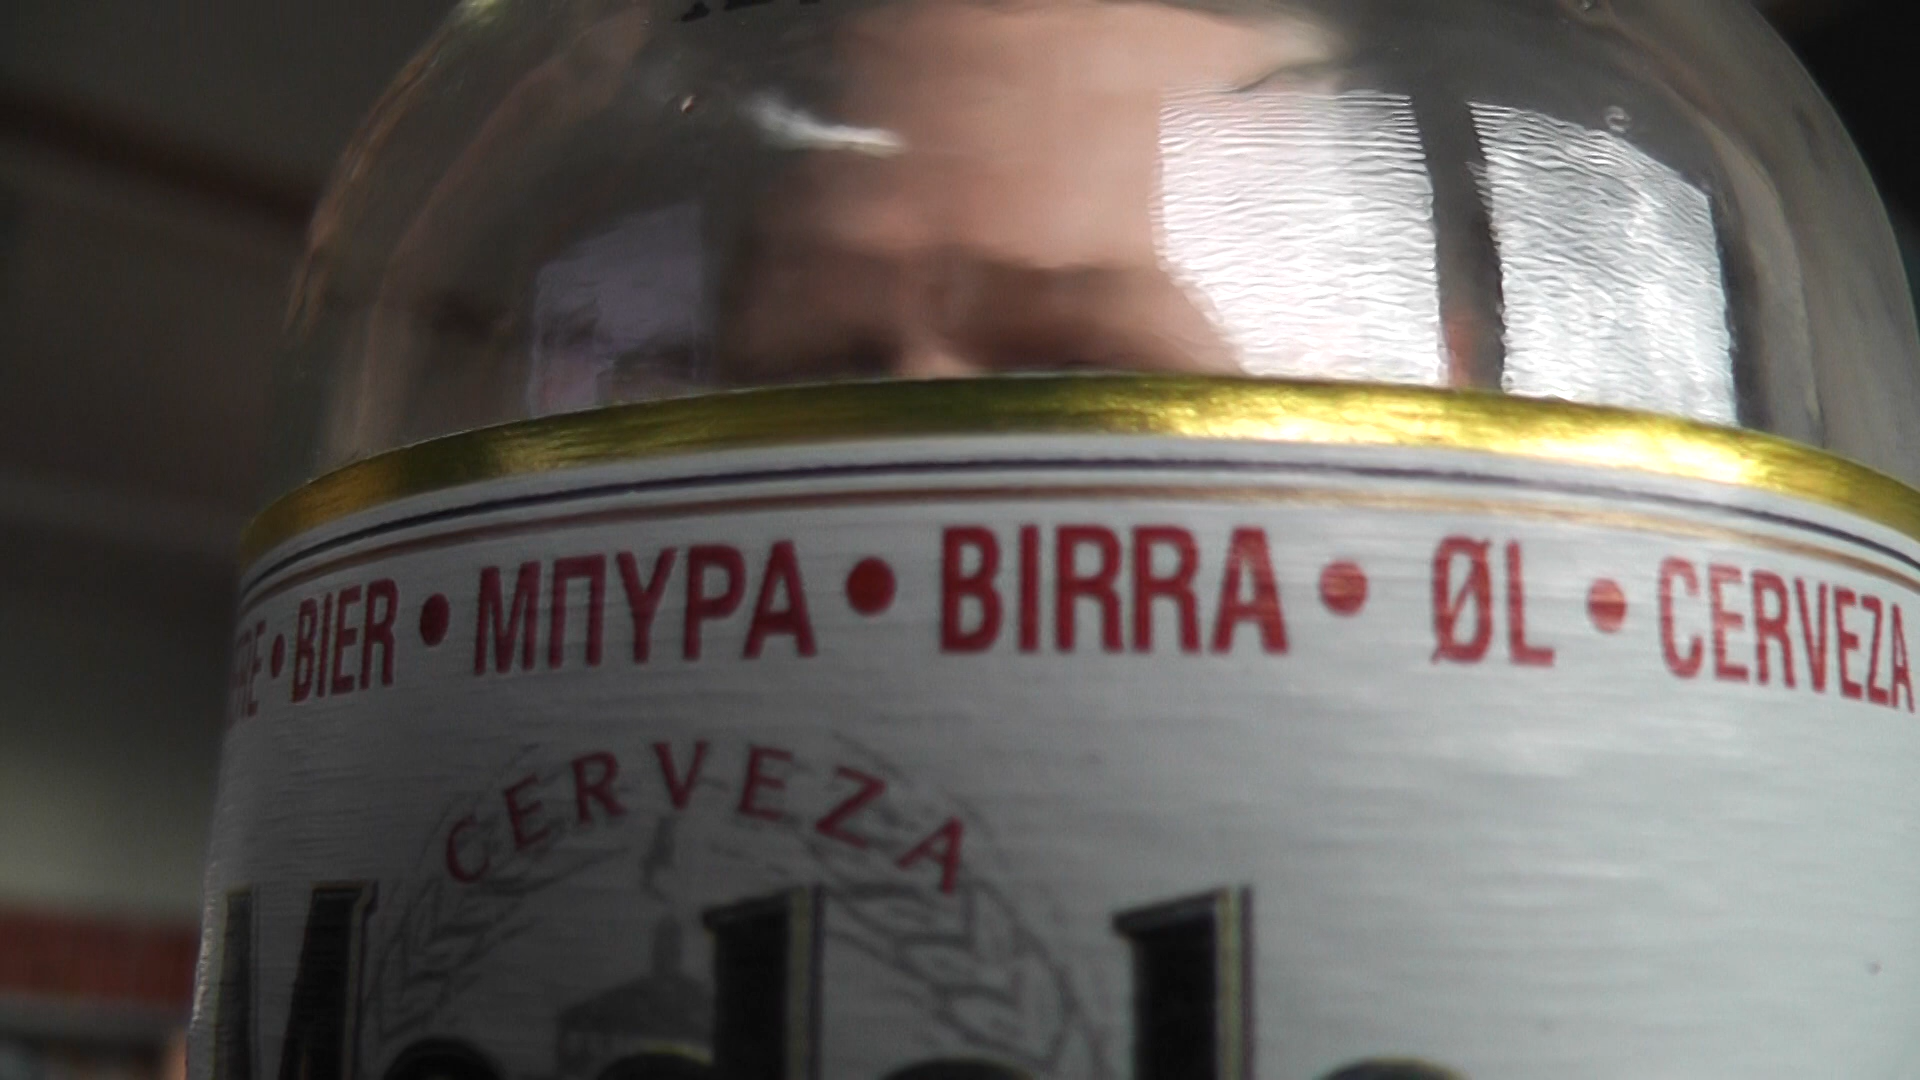 BIER • ΜΠΥΡΑ • BIRRA • ØL • CERVEZA
CERVEZA